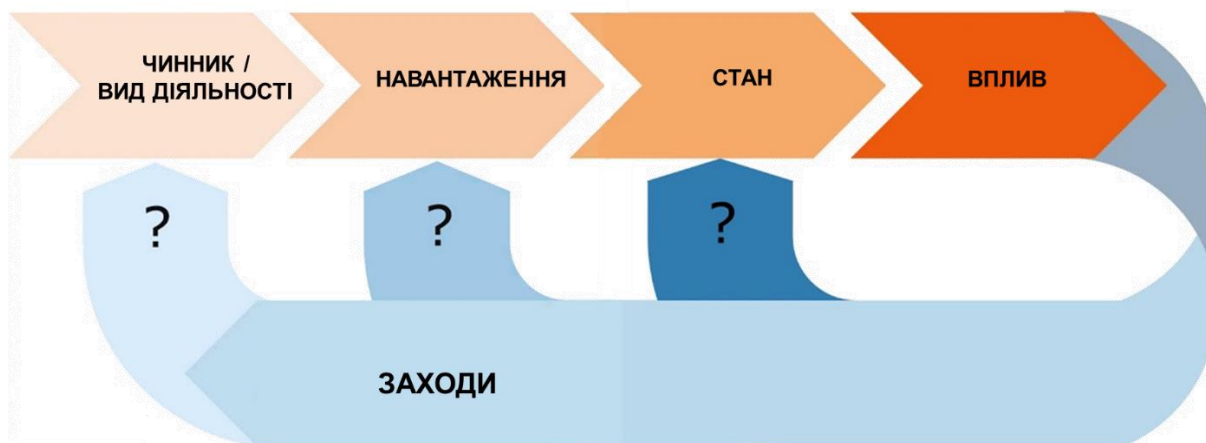 ЧИННИК /
ВИД ДІЯЛЬНОСТІ
НАВАНТАЖЕННЯ
СТАН
ВПЛИВ
?
?
?
ЗАХОДИ